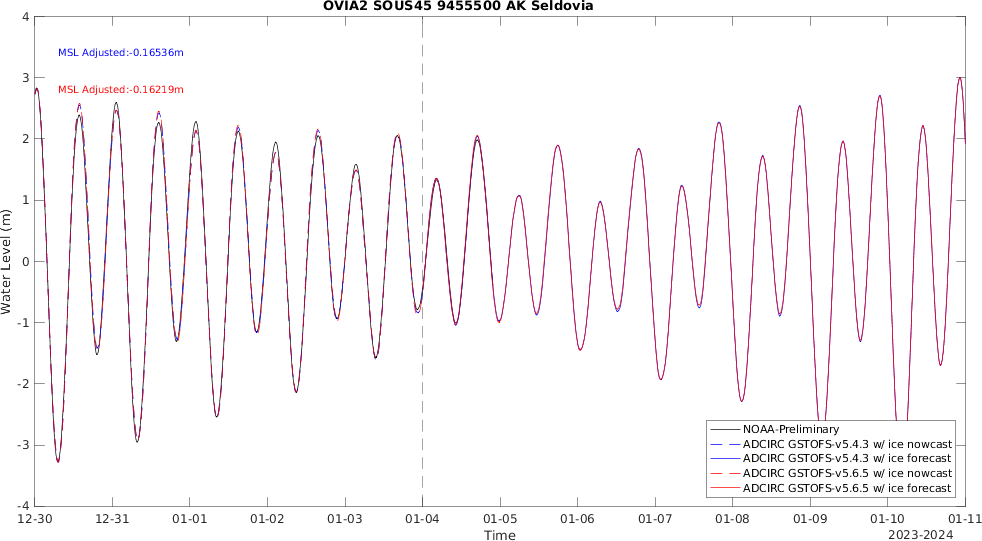 OVIA2 SOUS45 9455500 AK Seldovia
MSL Adjusted:-0.16536m
MSL Adjusted:-0.16219m
Water Level (m)
4
3
2
1
0
-1
-2
-3
-4
NOAA-Preliminary
ADCIRC GSTOFS-v5.4.3 w/ ice nowcast
ADCIRC GSTOFS-v5.4.3 w/ ice forecast
ADCIRC GSTOFS-v5.6.5 w/ ice nowcast
ADCIRC GSTOFS-v5.6.5 w/ ice forecast
12-30 12-31 01-01 01-02 01-03 01-04 01-05 01-06 01-07 01-08 01-09 01-10 01-11
Time
2023-2024